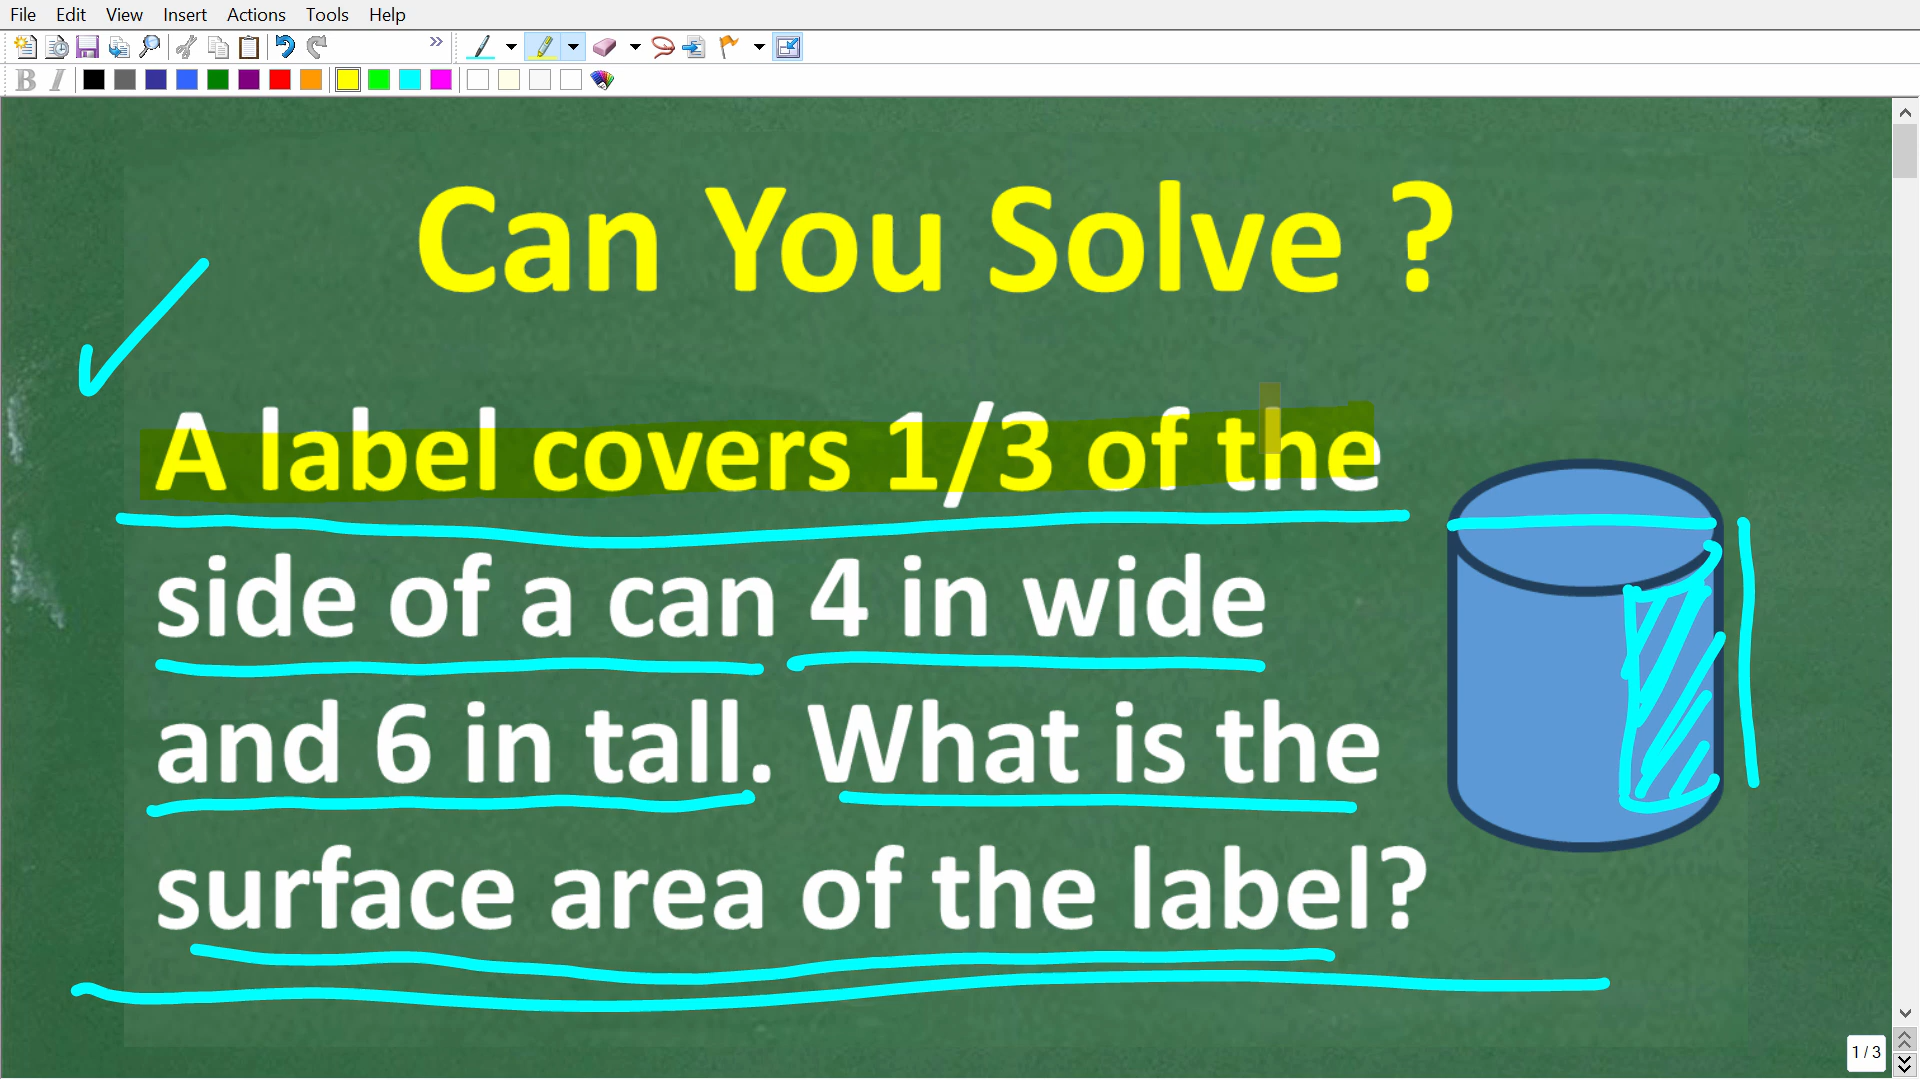 File Edit View Insert Actions Tools Help
B I
Can You Solve ?
A label covers 1/3 of the
side of a can 4 in wide
and 6 in tall. What is the
surface area of the label?
1 / 3